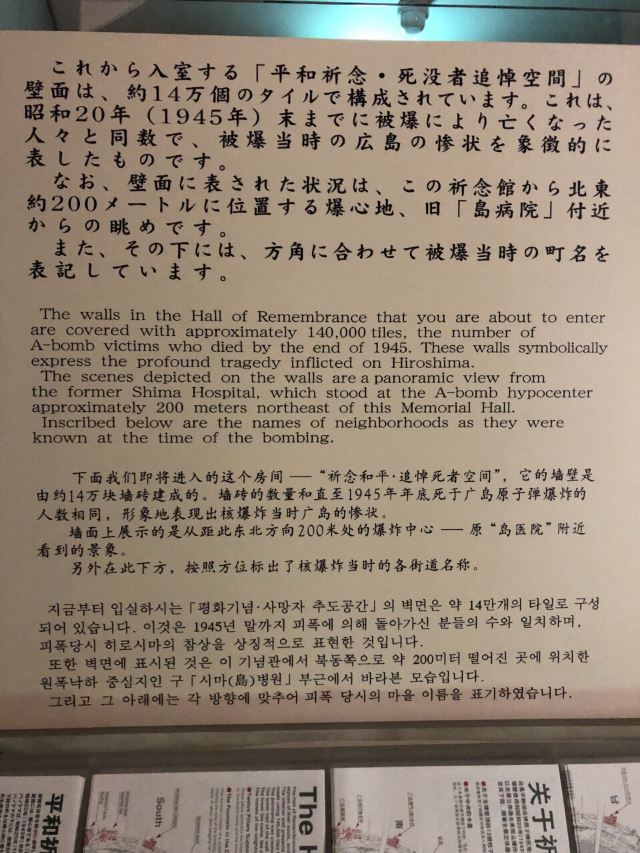 これから入室する「平和祈念・死没者追悼空間」の
壁面は、約14万個のタイルで構成されています。これは、
昭和20年(1945年)末までに被爆により亡くなった
人々と同数で、被爆当時の広島の惨状を象徴的に
表したものです。
なお、壁面に表された状況は、この祈念館から北東
約200メートルに位置する爆心地、旧「島病院」付近
からの眺めです。
また、その下には、方角に合わせて被爆当時の町名を
表記しています。
The walls in the Hall of Remembrance that you are about to enter
are covered with approximately 140,000 tiles, the number of
A-bomb victims who died by the end of 1945. These walls symbolically
express the profound tragedy inflicted on Hiroshima.
The scenes depicted on the walls are a panoramic view from
the former Shima Hospital, which stood at the A-bomb hypocenter
approximately 200 meters northeast of this Memorial Hall.
Inscribed below are the names of neighborhoods as they were
known at the time of the bombing.
下面我们即将进入的这个房间 —— “祈念和平·追悼死者空间”，它的墙壁是
由约14万块墙砖建成的。墙砖的数量和直至1945年年底死于广岛原子弹爆炸的
人数相同，形象地表现出核爆炸当时广岛的惨状。
墙面上展示的是从距此东北方向200米处的爆炸中心 —— 原“岛医院”附近
看到的景象。
另外在此下方，按照方位标出了核爆炸当时的各街道名称。
지금부터 입실하시는「평화기념·사망자 추도공간」의 벽면은 약 14만개의 타일로 구성
되어 있습니다. 이것은 1945년 말까지 피폭에 의해 돌아가신 분들의 수와 일치하며,
피폭당시 히로시마의 참상을 상징적으로 표현한 것입니다.
또한 벽면에 표시된 것은 이 기념관에서 북동쪽으로 약 200미터 떨어진 곳에 위치한
원폭낙하 중심지인 구「시마(島)병원」부근에서 바라본 모습입니다.
그리고 그 아래에는 각 방향에 맞추어 피폭 당시의 마을 이름을 표기하였습니다.
平和祈
South
The H
南
关于祈
남